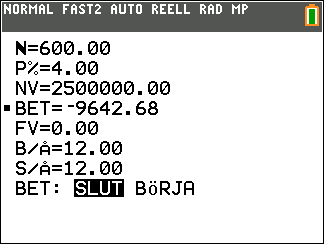 NORMAL FAST2 AUTO REELL RAD MP
N=600.00
P%=4.00
NV=2500000.00
▪BET=-9642.68
FV=0.00
B/Å=12.00
S/Å=12.00
BET: SLUT BöRJA